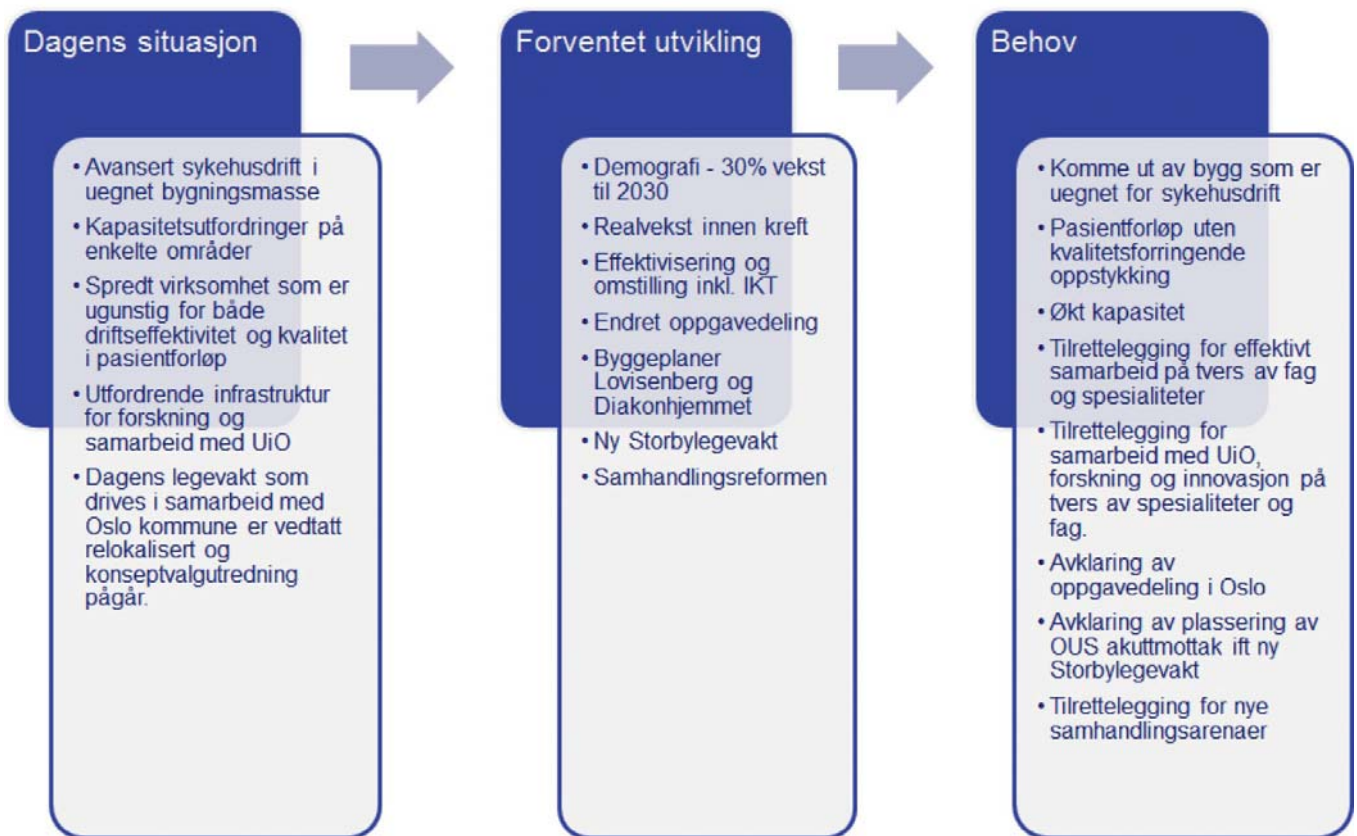 Dagens situasjon
• Avansert sykehusdrift i
uegnet bygningsmasse
• Kapasitetsutfordringer på
enkelte områder
• Spredt virksomhet som er
ugunstig for både
driftseffektivitet og kvalitet
i pasientforløp
• Utfordrende infrastruktur
for forskning og
samarbeid med UiO
• Dagens legevakt som
drives i samarbeid med
Oslo kommune er vedtatt
relokalisert og
konseptvalgutredning
pågår.
Forventet utvikling
• Demografi - 30% vekst
til 2030
• Realvekst innen kreft
• Effektivisering og
omstilling inkl. IKT
• Endret oppgavedeling
• Byggeplaner
Lovisenberg og
Diakonhjemmet
• Ny Storbylegevakt
• Samhandlingsreformen
Behov
• Komme ut av bygg som er
uegnet for sykehusdrift
• Pasientforløp uten
kvalitetsforringende
oppstykking
• Økt kapasitet
• Tilrettelegging for effektivt
samarbeid på tvers av fag
og spesialiteter
• Tilrettelegging for
samarbeid med UiO,
forskning og innovasjon på
tvers av spesialiteter og
fag.
• Avklaring av
oppgavedeling i Oslo
• Avklaring av plassering av
OUS akuttmottak ift ny
Storbylegevakt
• Tilrettelegging for nye
samhandlingsarenaer